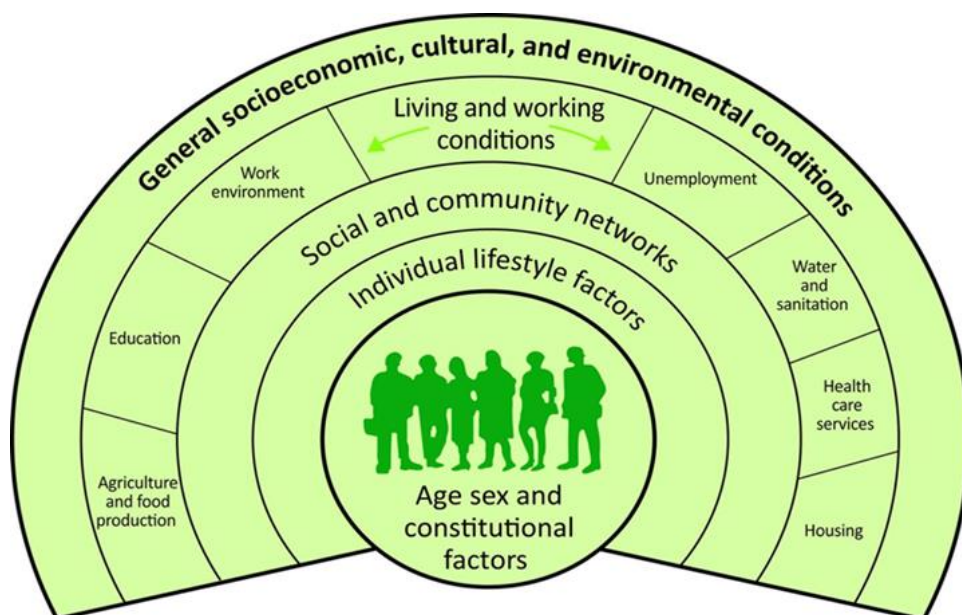 General socioeconomic, cultural, and environmental conditions
Living and working
conditions
Work
environment
Unemployment
Education
Water
and
sanitation
Agriculture
and food
production
Health
care
services
Housing
Social and community networks
Individual lifestyle factors
Age sex and
constitutional
factors